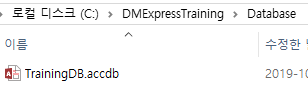 로컬 디스크 (C:) > DMExpressTraining > Database
이름 수정한
TrainingDB.accdb 2019-10